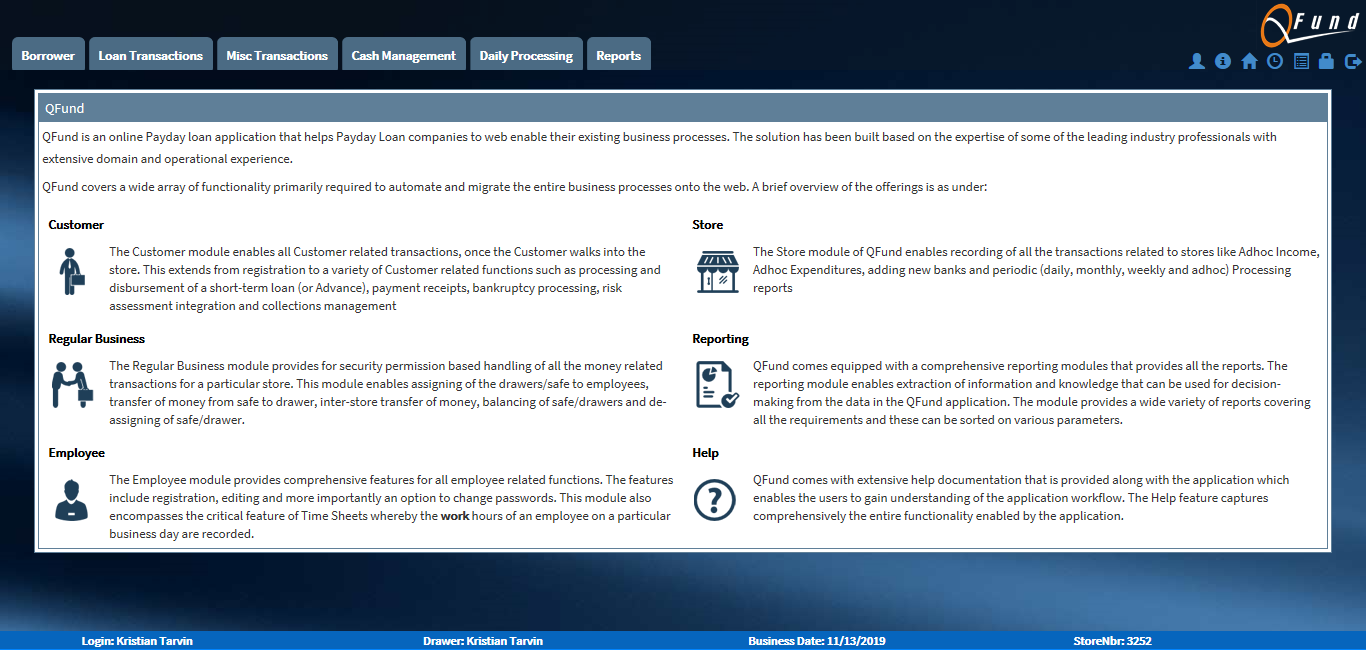 QFund
Borrower
Loan Transactions
Misc Transactions
Cash Management
Daily Processing
Reports
QFund
QFund is an online Payday loan application that helps Payday Loan companies to web enable their existing business processes. The solution has been built based on the expertise of some of the leading industry professionals with
extensive domain and operational experience.
QFund covers a wide array of functionality primarily required to automate and migrate the entire business processes onto the web. A brief overview of the offerings is as under:
Customer
The Customer module enables all Customer related transactions, once the Customer walks into the
store. This extends from registration to a variety of Customer related functions such as processing and
disbursement of a short-term loan (or Advance), payment receipts, bankruptcy processing, risk
assessment integration and collections management
Store
The Store module of QFund enables recording of all the transactions related to stores like Adhoc Income,
Adhoc Expenditures, adding new banks and periodic (daily, monthly, weekly and adhoc) Processing
reports
Regular Business
The Regular Business module provides for security permission based handling of all the money related
transactions for a particular store. This module enables assigning of the drawers/safe to employees,
transfer of money from safe to drawer, inter-store transfer of money, balancing of safe/drawers and de-
assigning of safe/drawer.
Reporting
QFund comes equipped with a comprehensive reporting modules that provides all the reports. The
reporting module enables extraction of information and knowledge that can be used for decision-
making from the data in the QFund application. The module provides a wide variety of reports covering
all the requirements and these can be sorted on various parameters.
Employee
The Employee module provides comprehensive features for all employee related functions. The features
include registration, editing and more importantly an option to change passwords. This module also
encompasses the critical feature of Time Sheets whereby the work hours of an employee on a particular
business day are recorded.
Help
QFund comes with extensive help documentation that is provided along with the application which
enables the users to gain understanding of the application workflow. The Help feature captures
comprehensively the entire functionality enabled by the application.
Login: Kristian Tarvin
Drawer: Kristian Tarvin
Business Date: 11/13/2019
StoreNbr: 3252